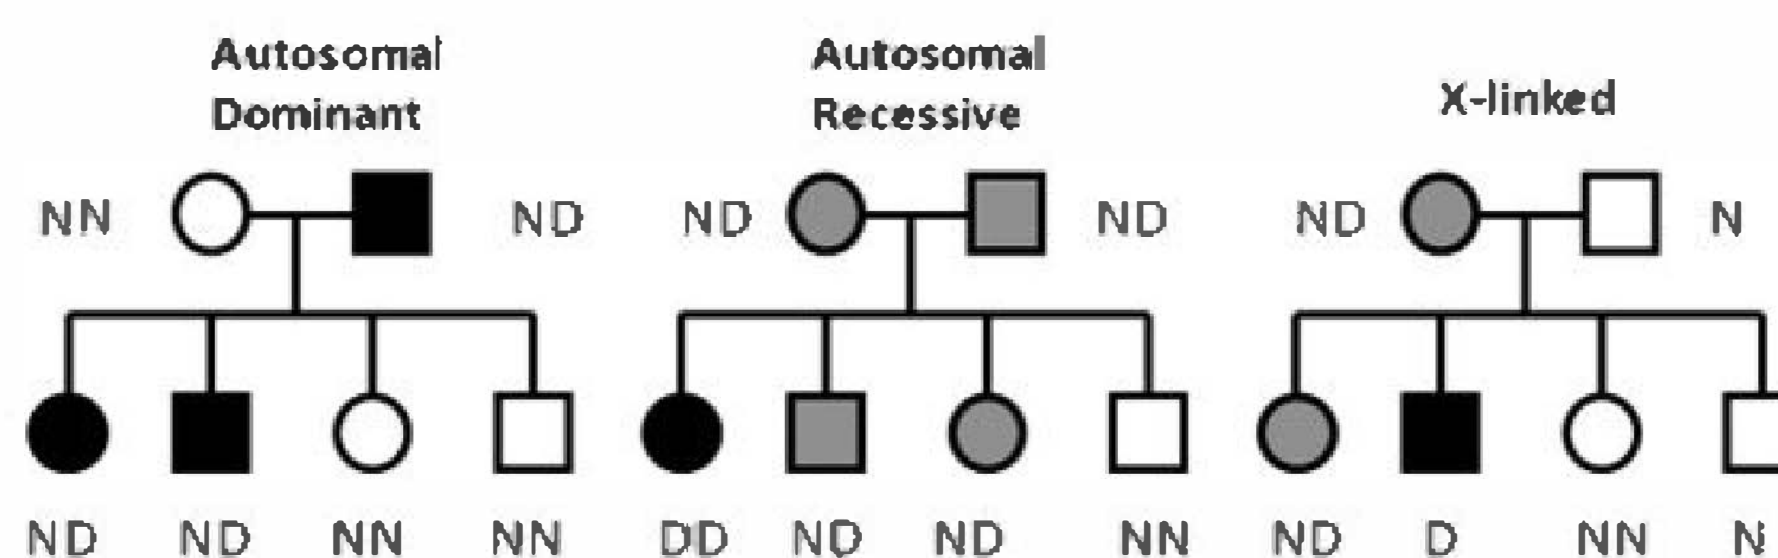 Autosomal
Dominant
Autosomal
Recessive
X-linked
NN ND ND ND ND N
ND ND NN NN DD ND ND NN ND D NN N